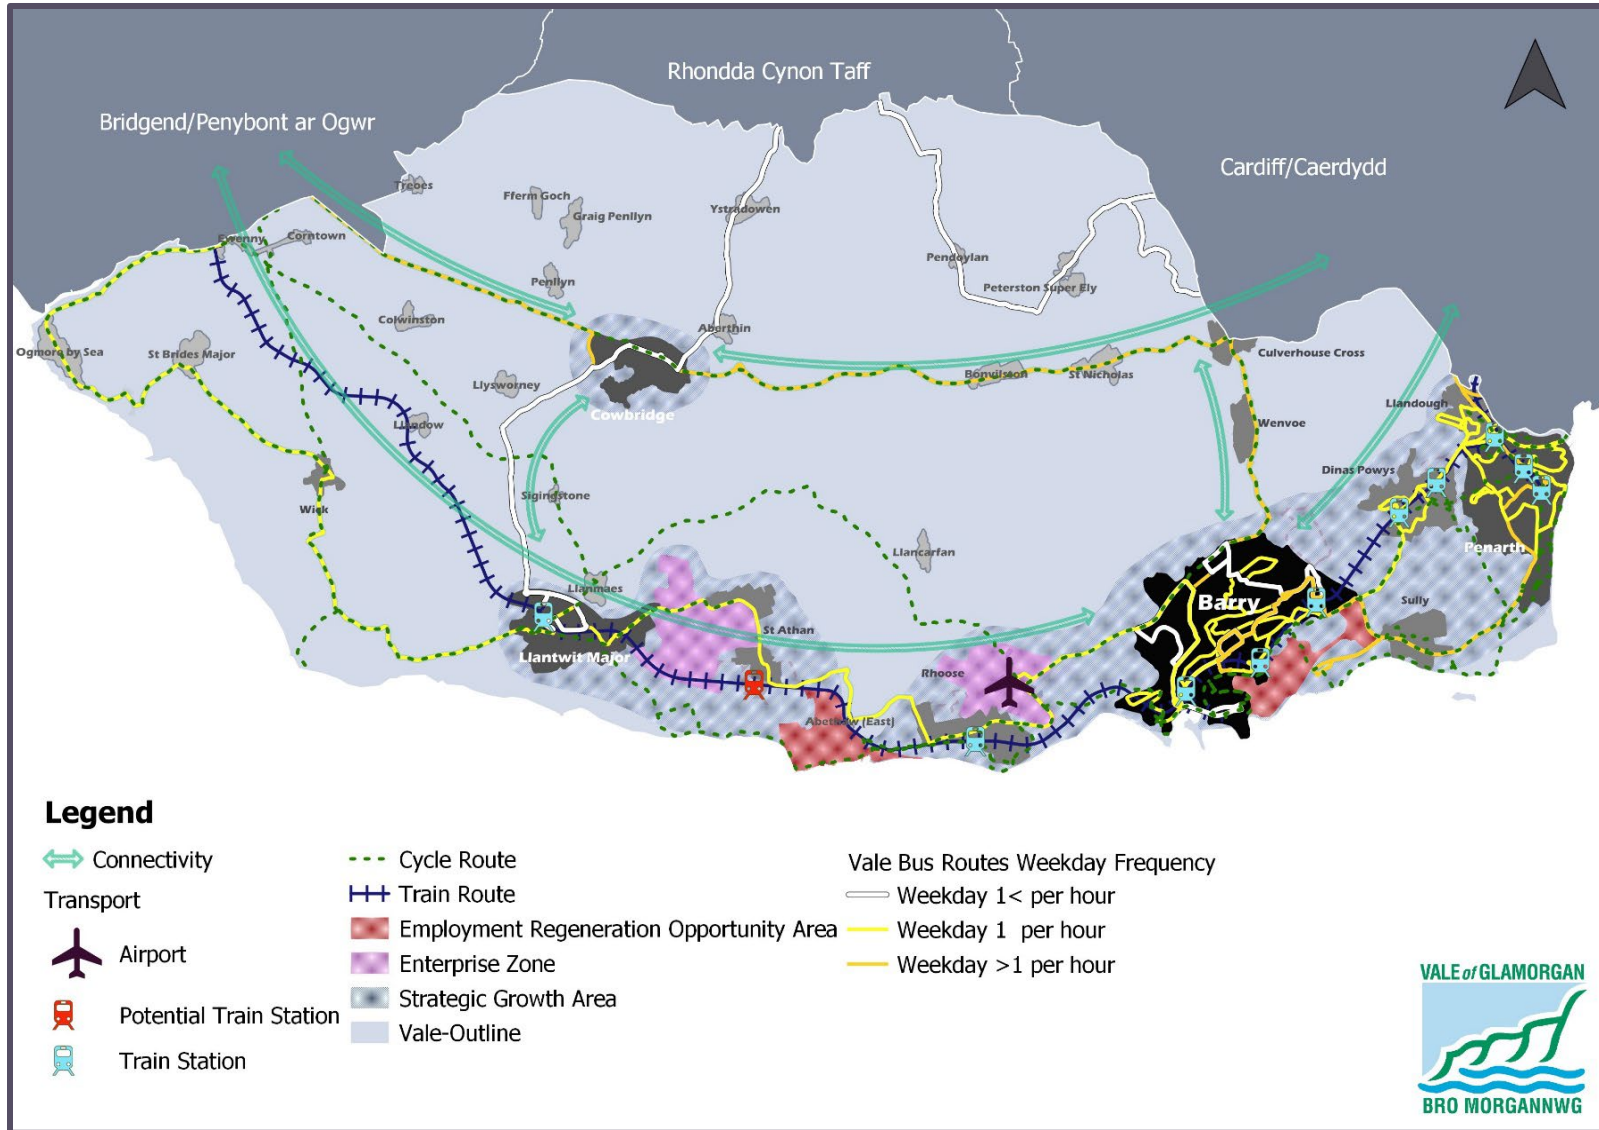 Rhondda Cynon Taff
Bridgend/Penybont ar Ogwr
Cardiff/Caerdydd
Treoes
Fferm Goch
Graig Penllyn
Ystradowen
Ewenny
Corntown
Pendoylan
Peterston Super Ely
Penllyn
Colwinston
Aberthin
Ogmore by Sea
St Brides Major
Culverhouse Cross
Bonvilston
St Nicholas
Llysworney
Cowbridge
Llandough
Llandow
Wenvoe
Dinas Powys
Sigindstone
Wick
Llancarfan
Penarth
Llanmaes
Barry
Sully
St Athan
Llantwit Major
Rhoose
Abethaw (East)
Legend
Connectivity
Transport
Airport
Potential Train Station
Train Station
Cycle Route
Train Route
Employment Regeneration Opportunity Area
Enterprise Zone
Strategic Growth Area
Vale-Outline
Vale Bus Routes Weekday Frequency
Weekday 1< per hour
Weekday 1 per hour
Weekday >1 per hour
VALE of GLAMORGAN
BRO MORGANNWG